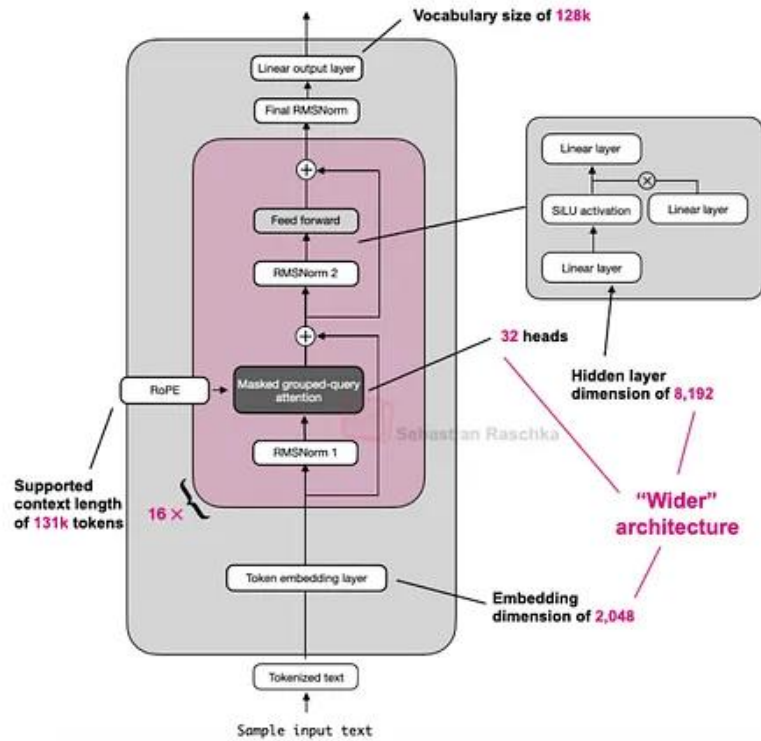 Vocabulary size of 128k
Linear output layer
Final RMSNorm
Feed forward
RMSNorm 2
Masked grouped-query
attention
RoPE
RMSNorm 1
Sebastian Raschka
Supported
context length
of 131k tokens
16 ×
Token embedding layer
Tokenized text
Sample input text
Linear layer
SiLU activation
Linear layer
Linear layer
32 heads
Hidden layer
dimension of 8,192
“Wider”
architecture
Embedding
dimension of 2,048